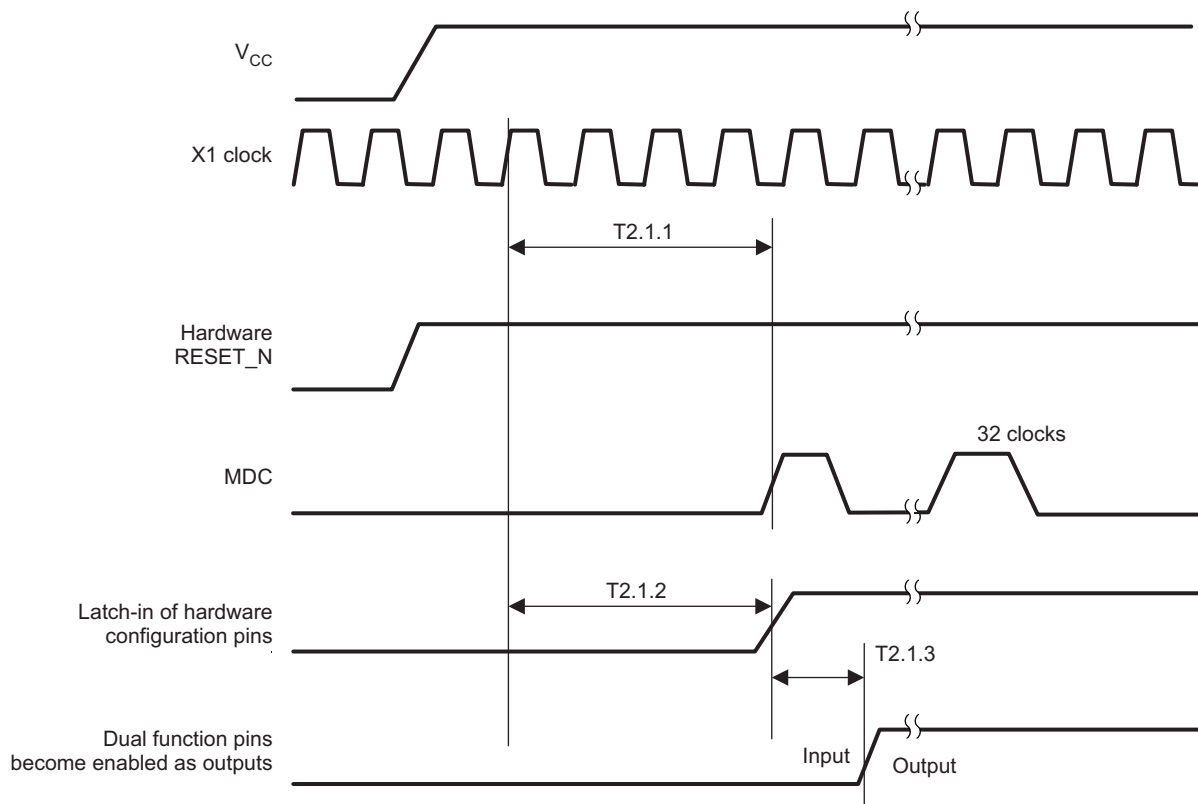 VCC
X1 clock
T2.1.1
Hardware
RESET_N
32 clocks
MDC
T2.1.2
Latch-in of hardware
configuration pins
T2.1.3
Dual function pins
become enabled as outputs
Input
Output